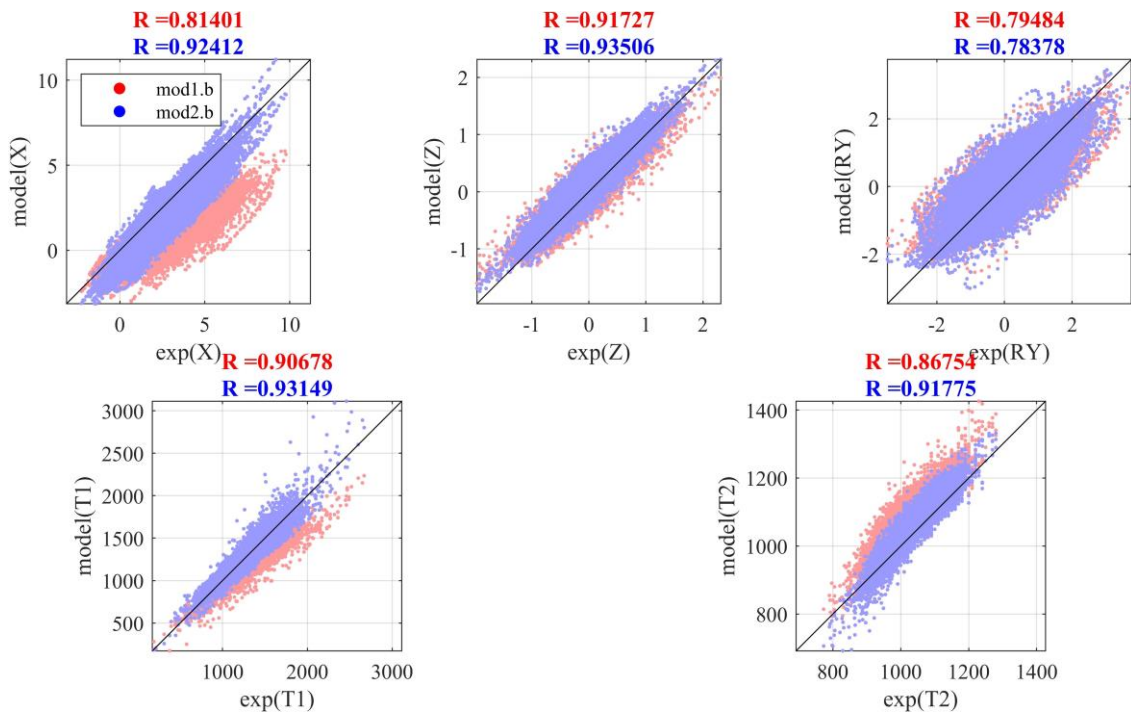 R =0.81401
R =0.92412
10
5
0
model(X)
mod1.b
mod2.b
0
5
10
exp(X)
R =0.91727
R =0.93506
2
1
0
-1
model(Z)
-1
0
1
2
exp(Z)
R =0.79484
R =0.78378
2
0
-2
model(RY)
-2
0
2
exp(RY)
R =0.90678
R =0.93149
3000
2500
2000
1500
1000
500
model(T1)
1000
2000
3000
exp(T1)
R =0.86754
R =0.91775
1400
1200
1000
800
model(T2)
800
1000
1200
1400
exp(T2)